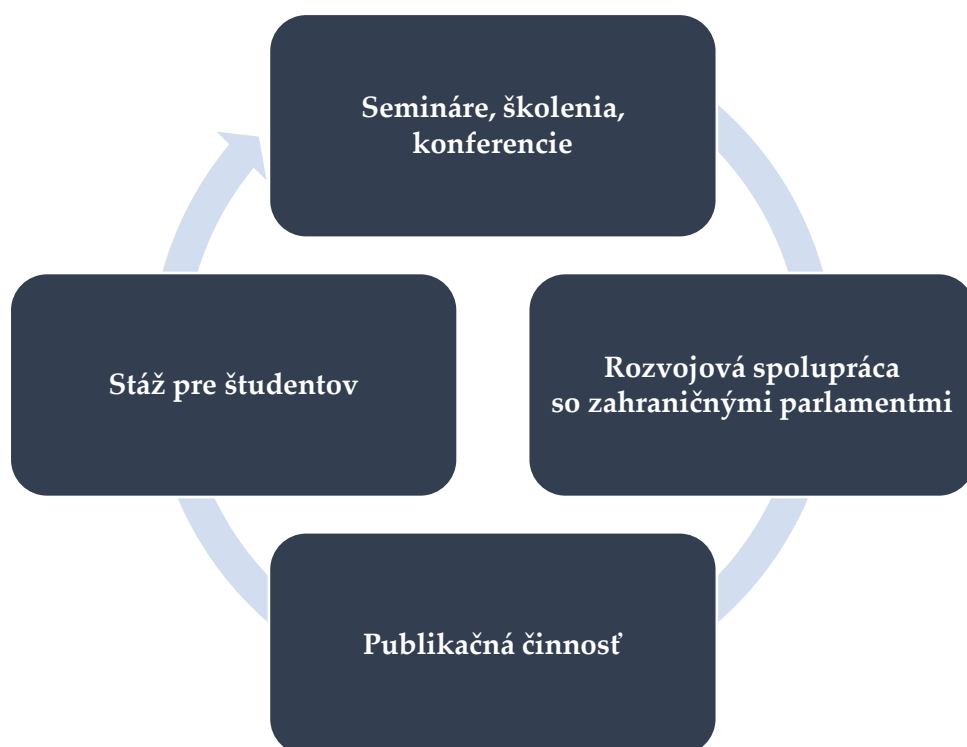 Semináre, školenia,
konferencie
Stáž pre študentov
Rozvojová spolupráca
so zahraničnými parlamentmi
Publikačná činnosť